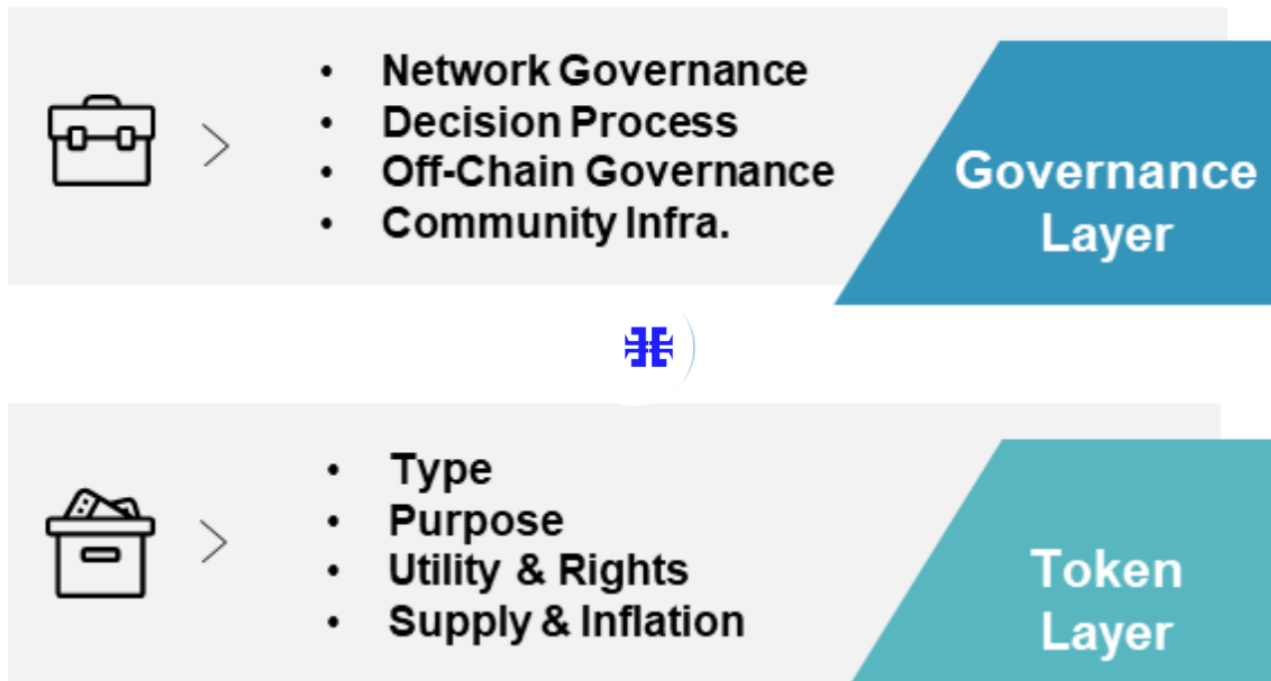 • Network Governance
• Decision Process
• Off-Chain Governance
• Community Infra.
Governance
Layer
• Type
• Purpose
• Utility & Rights
• Supply & Inflation
Token
Layer